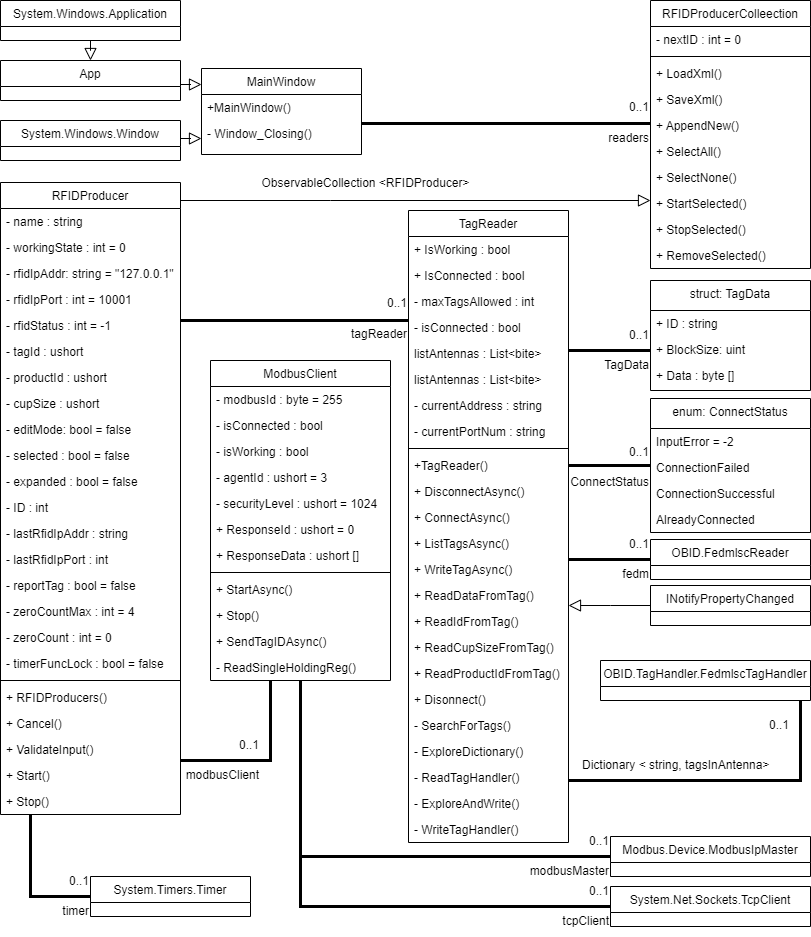 System.Windows.Application
App
System.Windows.Window
MainWindow
+MainWindow()
- Window_Closing()
0..1
readers
RFIDProducerColleection
- nextID : int = 0
+ LoadXml()
+ SaveXml()
+ AppendNew()
+ SelectAll()
+ SelectNone()
+ StartSelected()
+ StopSelected()
+ RemoveSelected()
ObservableCollection <RFIDProducer>
RFIDProducer
- name : string
- workingState : int = 0
- rfidIpAddr: string = "127.0.0.1"
- rfidIpPort : int = 10001
- rfidStatus : int = -1
- tagId : ushort
- productId : ushort
- cupSize : ushort
- editMode: bool = false
- selected : bool = false
- expanded : bool = false
- ID : int
- lastRfidIpAddr : string
- lastRfidIpPort : int
- reportTag : bool = false
- zeroCountMax : int = 4
- zeroCount : int = 0
- timerFuncLock : bool = false
+ RFIDProducers()
+ Cancel()
+ ValidateInput()
+ Start()
+ Stop()
0..1
tagReader
TagReader
+ IsWorking : bool
+ IsConnected : bool
- maxTagsAllowed : int
- isConnected : bool
listAntennas : List<bite>
listAntennas : List<bite>
- currentAddress : string
- currentPortNum : string
+TagReader()
+ DisconnectAsync()
+ ConnectAsync()
+ ListTagsAsync()
+ WriteTagAsync()
+ ReadDataFromTag()
+ ReadIdFromTag()
+ ReadCupSizeFromTag()
+ ReadProductIdFromTag()
+ Disonnect()
- SearchForTags()
- ExploreDictionary()
- ReadTagHandler()
- ExploreAndWrite()
- WriteTagHandler()
ModbusClient
- modbusId : byte = 255
- isConnected : bool
- isWorking : bool
- agentId : ushort = 3
- securityLevel : ushort = 1024
+ ResponseId : ushort = 0
+ ResponseData : ushort []
+ StartAsync()
+ Stop()
+ SendTagIDAsync()
- ReadSingleHoldingReg()
0..1
modbusClient
0..1
TagData
struct: TagData
+ ID : string
+ BlockSize: uint
+ Data : byte []
0..1
ConnectStatus
enum: ConnectStatus
InputError = -2
ConnectionFailed
ConnectionSuccessful
AlreadyConnected
0..1
fedm
OBID.FedmIscReader
INotifyPropertyChanged
OBID.TagHandler.FedmIscTagHandler
0..1
Dictionary < string, tagsInAntenna>
0..1
modbusMaster
Modbus.Device.ModbusIpMaster
0..1
tcpClient
System.Net.Sockets.TcpClient
0..1
timer
System.Timers.Timer